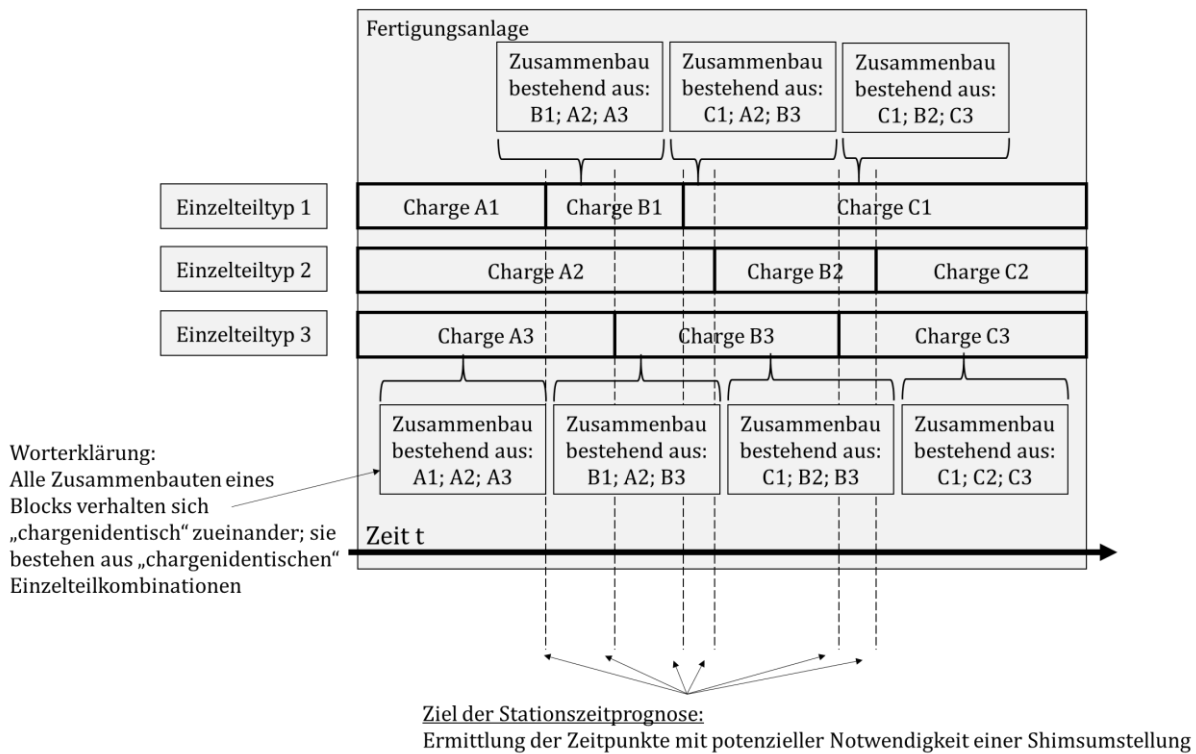 Fertigungsanlage
Zusammenbau
bestehend aus:
B1; A2; A3
Zusammenbau
bestehend aus:
C1; A2; B3
Zusammenbau
bestehend aus:
C1; B2; C3
Einzelteiltyp 1
Charge A1
Charge B1
Charge C1
Einzelteiltyp 2
Charge A2
Charge B2
Charge C2
Einzelteiltyp 3
Charge A3
Charge B3
Charge C3
Zusammenbau
bestehend aus:
A1; A2; A3
Zusammenbau
bestehend aus:
B1; A2; B3
Zusammenbau
bestehend aus:
C1; B2; B3
Zusammenbau
bestehend aus:
C1; C2; C3
Worterklärung:
Alle Zusammenbauten eines
Blocks verhalten sich
„chargenidentisch“ zueinander; sie
bestehen aus „chargenidentischen“
Einzelteilkombinationen
Zeit t
Ziel der Stationszeitprognose:
Ermittlung der Zeitpunkte mit potenzieller Notwendigkeit einer Shimsumstellung